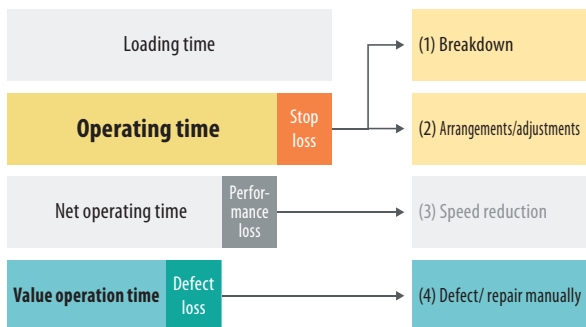 Loading time
(1) Breakdown
Operating time
Stop
loss
(2) Arrangements/adjustments
Net operating time
Perfor-
mance
loss
(3) Speed reduction
Value operation time
Defect
loss
(4) Defect/ repair manually